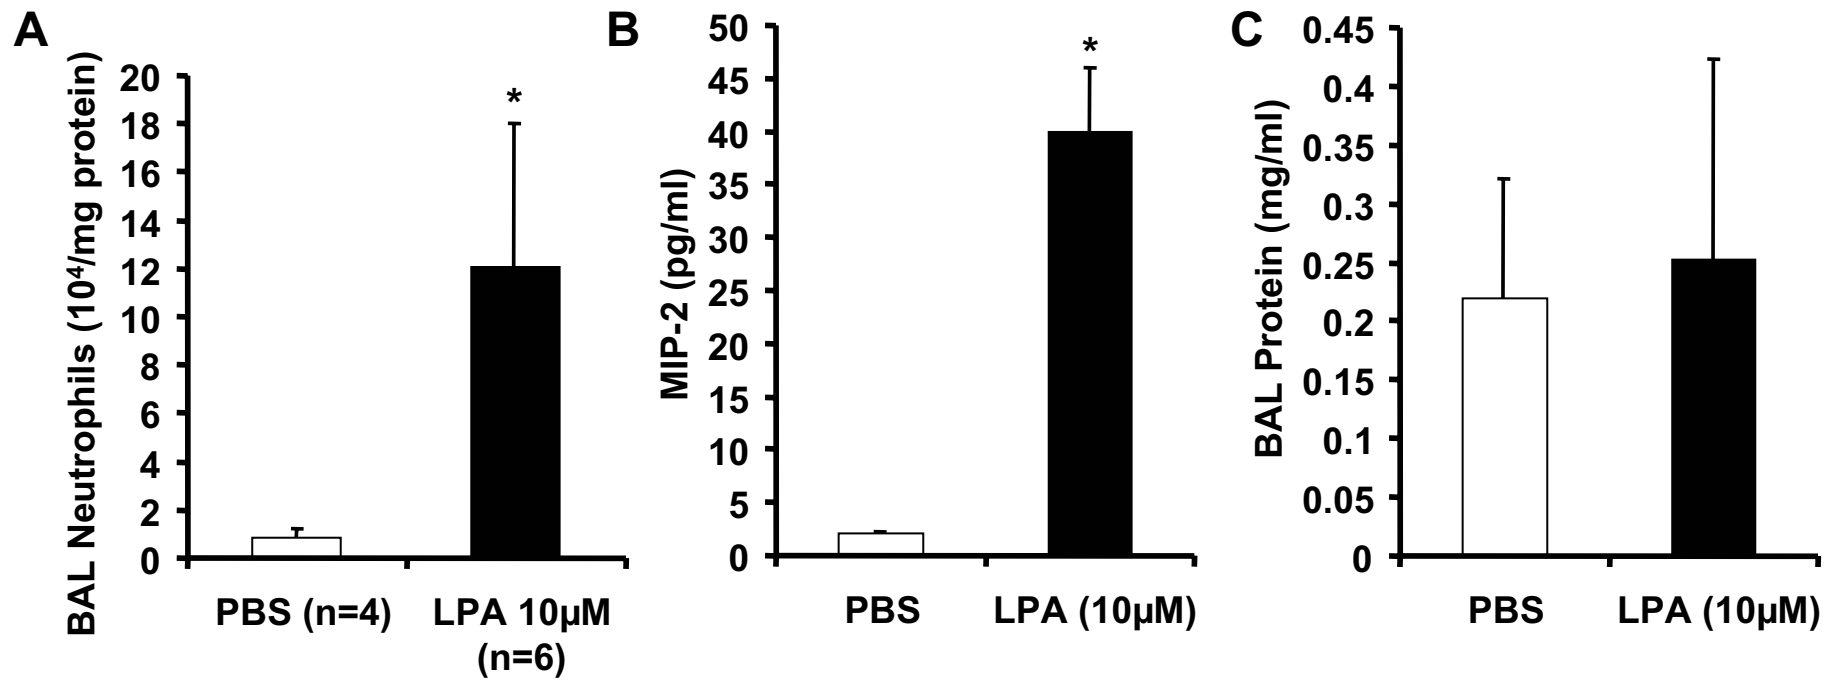 A
BAL Neutrophils (10⁴/mg protein)
20
18
16
14
12
10
8
6
4
2
0
*
PBS (n=4)
LPA 10µM
(n=6)
B
MIP-2 (pg/ml)
50
45
40
35
30
25
20
15
10
5
0
*
PBS
LPA (10µM)
C
BAL Protein (mg/ml)
0.45
0.4
0.35
0.3
0.25
0.2
0.15
0.1
0.05
0
PBS
LPA (10µM)